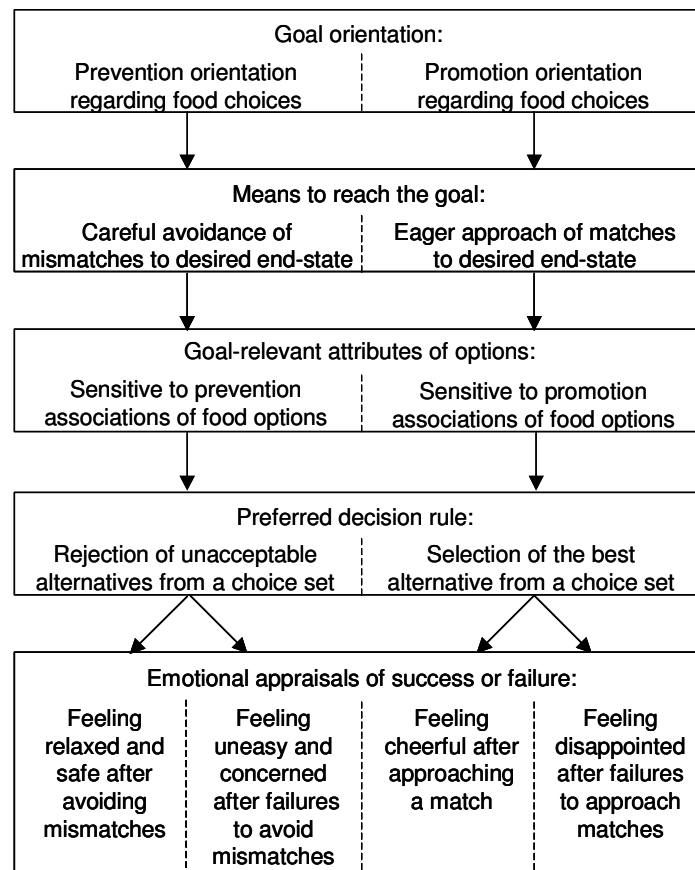 Goal orientation:
Prevention orientation
regarding food choices
Promotion orientation
regarding food choices
Means to reach the goal:
Careful avoidance of
mismatches to desired end-state
Eager approach of matches
to desired end-state
Goal-relevant attributes of options:
Sensitive to prevention
associations of food options
Sensitive to promotion
associations of food options
Preferred decision rule:
Rejection of unacceptable
alternatives from a choice set
Selection of the best
alternative from a choice set
Emotional appraisals of success or failure:
Feeling
relaxed and
safe after
avoiding
mismatches
Feeling
uneasy and
concerned
after failures
to avoid
mismatches
Feeling
cheerful after
approaching
a match
Feeling
disappointed
after failures
to approach
matches